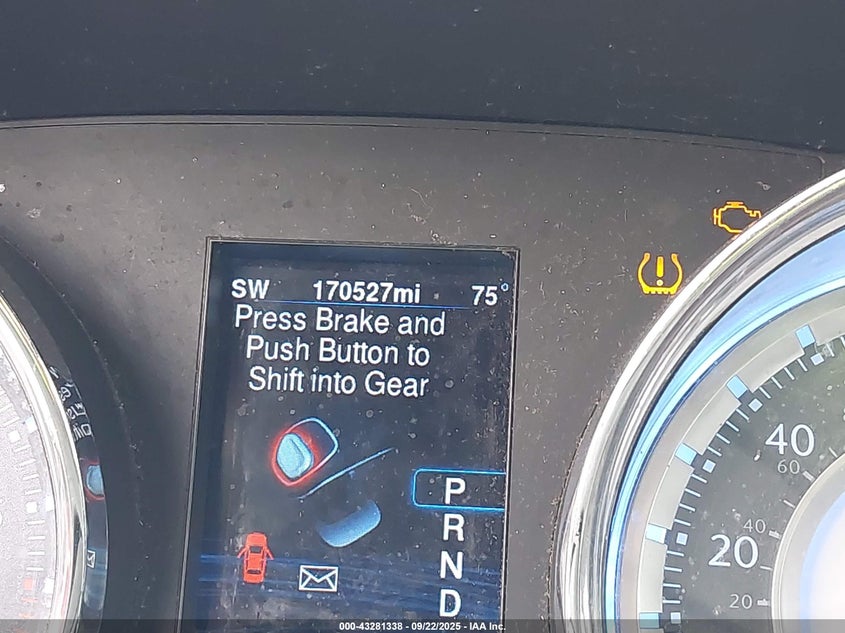 SW 170527mi 75°
Press Brake and
Push Button to
Shift into Gear
P
R
N
D
40
60
40
20
20
000-43281338 - 09/22/2025 - IAA Inc.